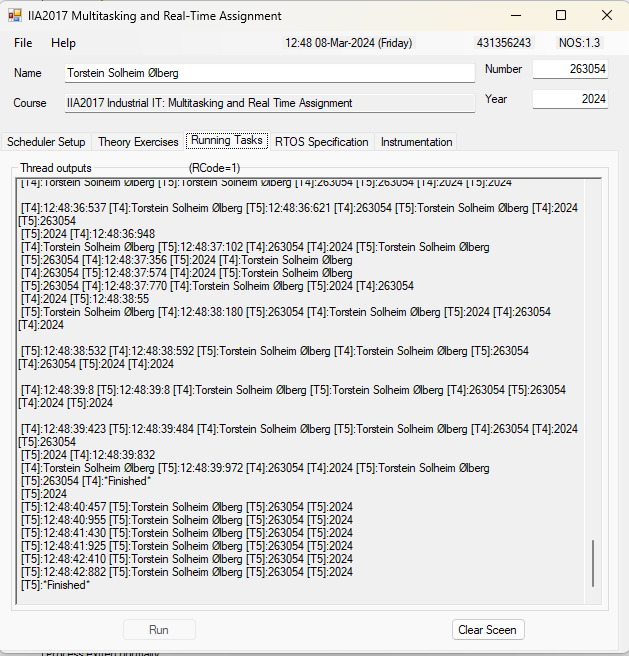 IIA2017 Multitasking and Real-Time Assignment
File Help 12:48 08-Mar-2024 (Friday) 431356243 NOS:1.3
Name Torstein Solheim Ølberg Number 263054
Course IIA2017 Industrial IT: Multitasking and Real Time Assignment Year 2024
Scheduler Setup Theory Exercises Running Tasks RTOS Specification Instrumentation
Thread outputs (RCode=1)
[T4]:Torstein Solheim Ølberg [T5]:Torstein Solheim Ølberg [T4]:263054 [T5]:263054 [T4]:2024 [T5]:2024
[T4]:12:48:36:537 [T4]:Torstein Solheim Ølberg [T5]:12:48:36:621 [T4]:263054 [T5]:Torstein Solheim Ølberg [T4]:2024
[T5]:263054
[T5]:2024 [T4]:12:48:36:948
[T4]:Torstein Solheim Ølberg [T5]:12:48:37:102 [T4]:263054 [T4]:2024 [T5]:Torstein Solheim Ølberg
[T5]:263054 [T4]:12:48:37:356 [T5]:2024 [T4]:Torstein Solheim Ølberg
[T4]:263054 [T5]:12:48:37:574 [T4]:2024 [T5]:Torstein Solheim Ølberg
[T5]:263054 [T4]:12:48:37:770 [T4]:Torstein Solheim Ølberg [T5]:2024 [T4]:263054
[T4]:2024 [T5]:12:48:38:55
[T5]:Torstein Solheim Ølberg [T4]:12:48:38:180 [T5]:263054 [T4]:Torstein Solheim Ølberg [T5]:2024 [T4]:263054
[T4]:2024
[T5]:12:48:38:532 [T4]:12:48:38:592 [T5]:Torstein Solheim Ølberg [T4]:Torstein Solheim Ølberg [T5]:263054
[T4]:263054 [T5]:2024 [T4]:2024
[T4]:12:48:39:8 [T5]:12:48:39:8 [T4]:Torstein Solheim Ølberg [T5]:Torstein Solheim Ølberg [T4]:263054 [T5]:263054
[T4]:2024 [T5]:2024
[T4]:12:48:39:423 [T5]:12:48:39:484 [T4]:Torstein Solheim Ølberg [T5]:Torstein Solheim Ølberg [T4]:263054 [T4]:2024
[T5]:263054
[T5]:2024 [T4]:12:48:39:832
[T4]:Torstein Solheim Ølberg [T5]:12:48:39:972 [T4]:263054 [T4]:2024 [T5]:Torstein Solheim Ølberg
[T5]:263054 [T4]:*Finished*
[T5]:2024
[T5]:12:48:40:457 [T5]:Torstein Solheim Ølberg [T5]:263054 [T5]:2024
[T5]:12:48:40:955 [T5]:Torstein Solheim Ølberg [T5]:263054 [T5]:2024
[T5]:12:48:41:430 [T5]:Torstein Solheim Ølberg [T5]:263054 [T5]:2024
[T5]:12:48:41:925 [T5]:Torstein Solheim Ølberg [T5]:263054 [T5]:2024
[T5]:12:48:42:410 [T5]:Torstein Solheim Ølberg [T5]:263054 [T5]:2024
[T5]:12:48:42:882 [T5]:Torstein Solheim Ølberg [T5]:263054 [T5]:2024
[T5]:*Finished*
Run Clear Sceen